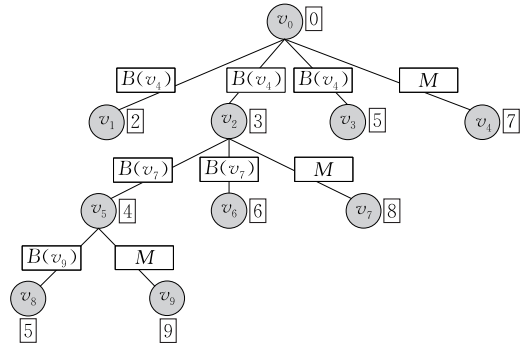 v₀ 0
B(v₄) B(v₄) B(v₄) M
v₁ 2 v₂ 3 v₃ 5 v₄ 7
B(v₇) B(v₇) M
v₅ 4 v₆ 6 v₇ 8
B(v₉) M
v₈ v₉
5 9